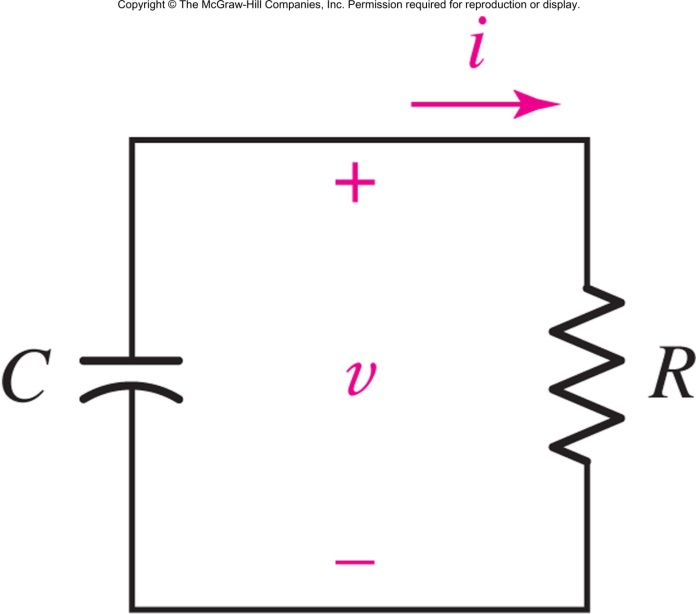 Copyright © The McGraw-Hill Companies, Inc. Permission required for reproduction or display.
i
+
C
v
R
−